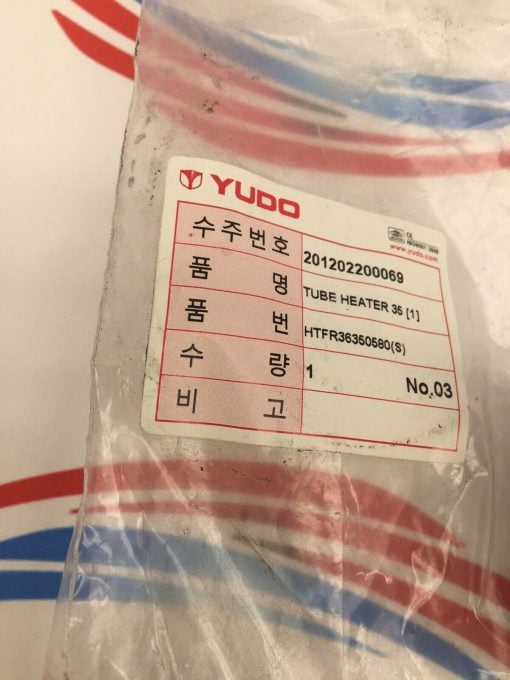 YUDO
www.yudo.com
수주번호 201202200069
품 명 TUBE HEATER 35 [1]
품 번 HTFR36350580(S)
수 량 1 No.03
비 고